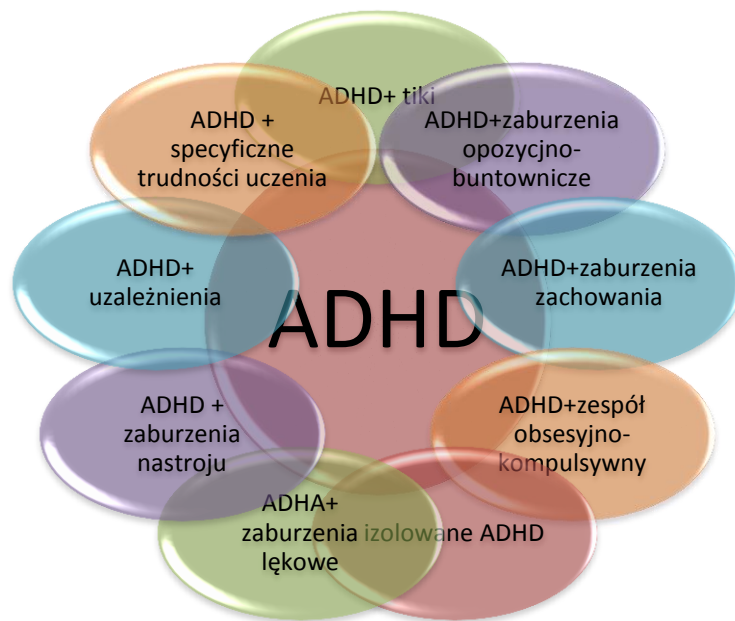 ADHD+ tiki
ADHD+zaburzenia
opozycjno-
buntownicze
ADHD+zaburzenia
zachowania
ADHD+zespół
obsesyjno-
kompulsywny
izolowane ADHD
ADHA+
zaburzenia
lękowe
ADHD +
zaburzenia
nastroju
ADHD+
uzależnienia
ADHD +
specyficzne
trudności uczenia
ADHD